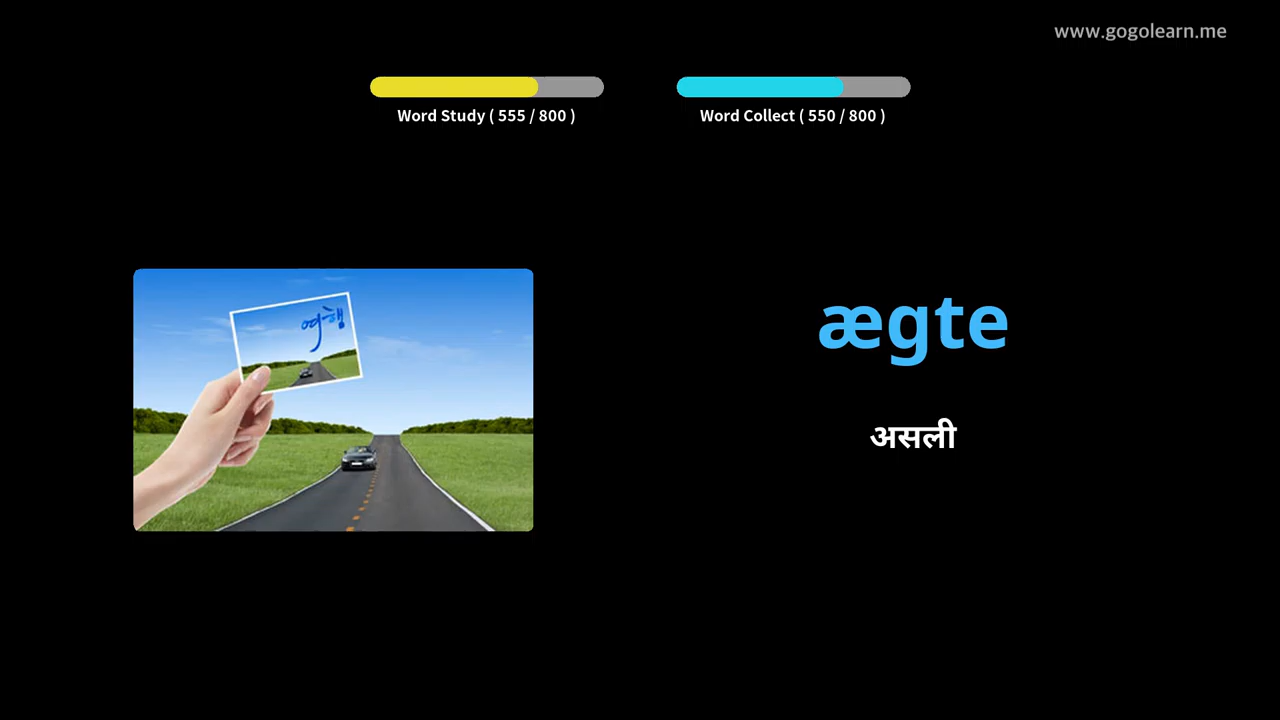 www.gogolearn.me
Word Study ( 555 / 800 )
Word Collect ( 550 / 800 )
여행
ægte
असली